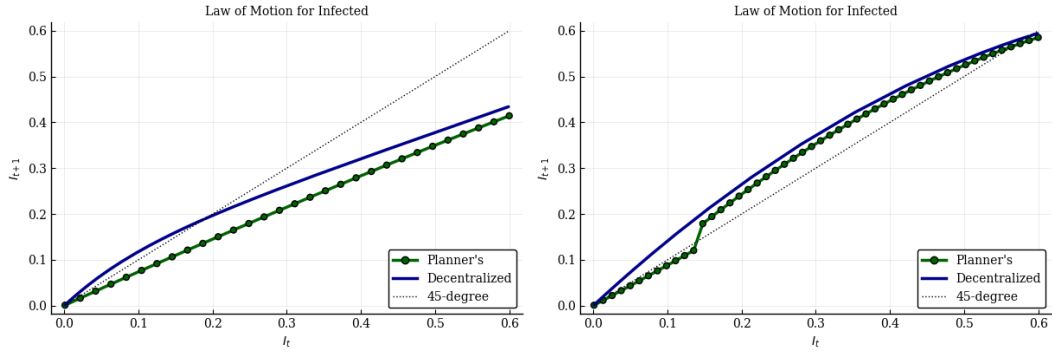 Law of Motion for Infected
0.6
0.5
0.4
0.3
0.2
0.1
0.0
I_{t+1}
Planner's
Decentralized
45-degree
0.0 0.1 0.2 0.3 0.4 0.5 0.6
I_t
Law of Motion for Infected
0.6
0.5
0.4
0.3
0.2
0.1
0.0
I_{t+1}
Planner's
Decentralized
45-degree
0.0 0.1 0.2 0.3 0.4 0.5 0.6
I_t